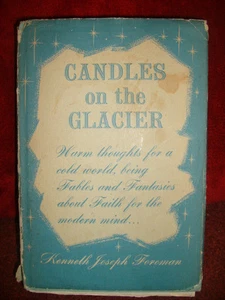 CANDLES
on the
GLACIER
Warm thoughts for a
cold world, being
Fables and Fantasies
about Faith for the
modern mind...
Kenneth Joseph Foreman